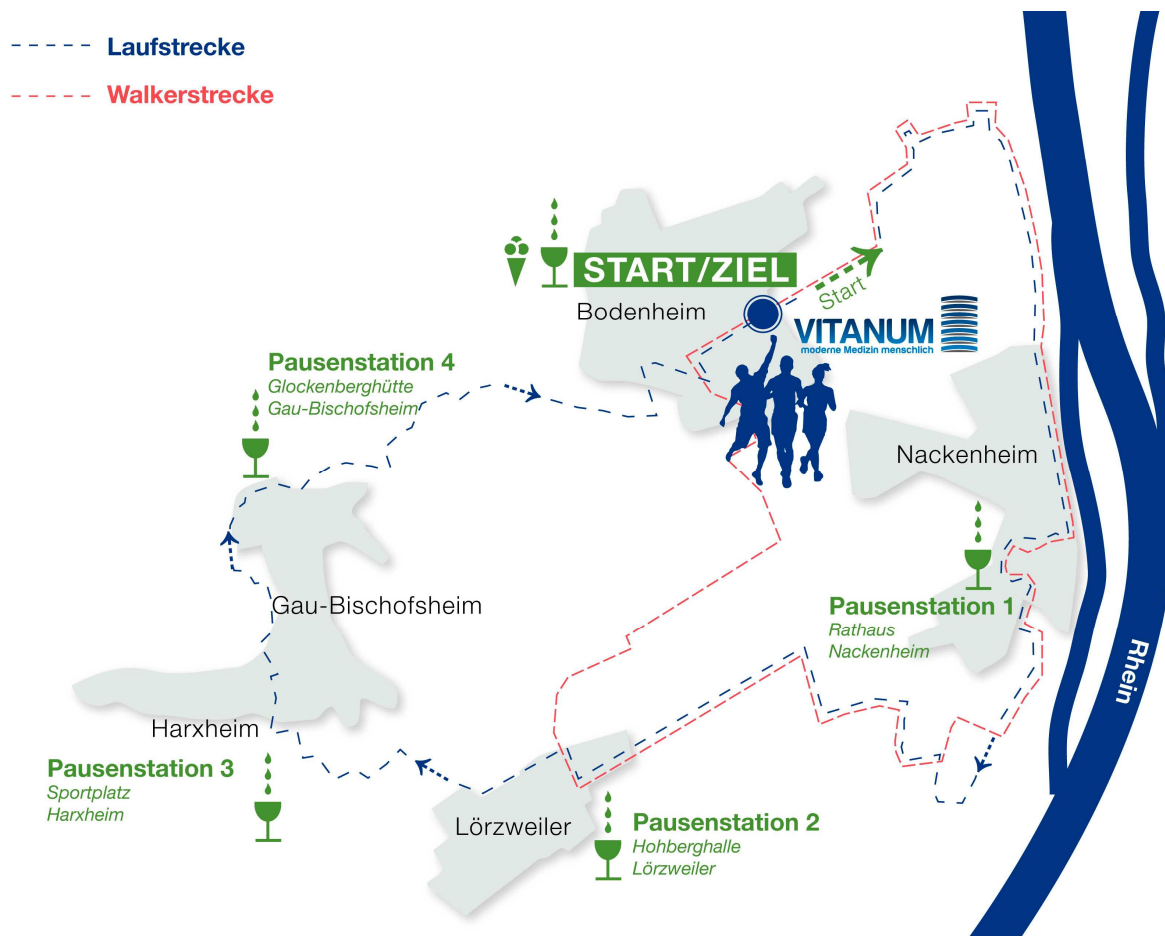 Laufstrecke
Walkerstrecke
START/ZIEL
Bodenheim
Start
VITANUM
moderne Medizin menschlich
Pausenstation 4
Glockenberghütte
Gau-Bischofsheim
Nackenheim
Gau-Bischofsheim
Pausenstation 1
Rathaus
Nackenheim
Rhein
Harxheim
Pausenstation 3
Sportplatz
Harxheim
Lörzweiler
Pausenstation 2
Hohberghalle
Lörzweiler